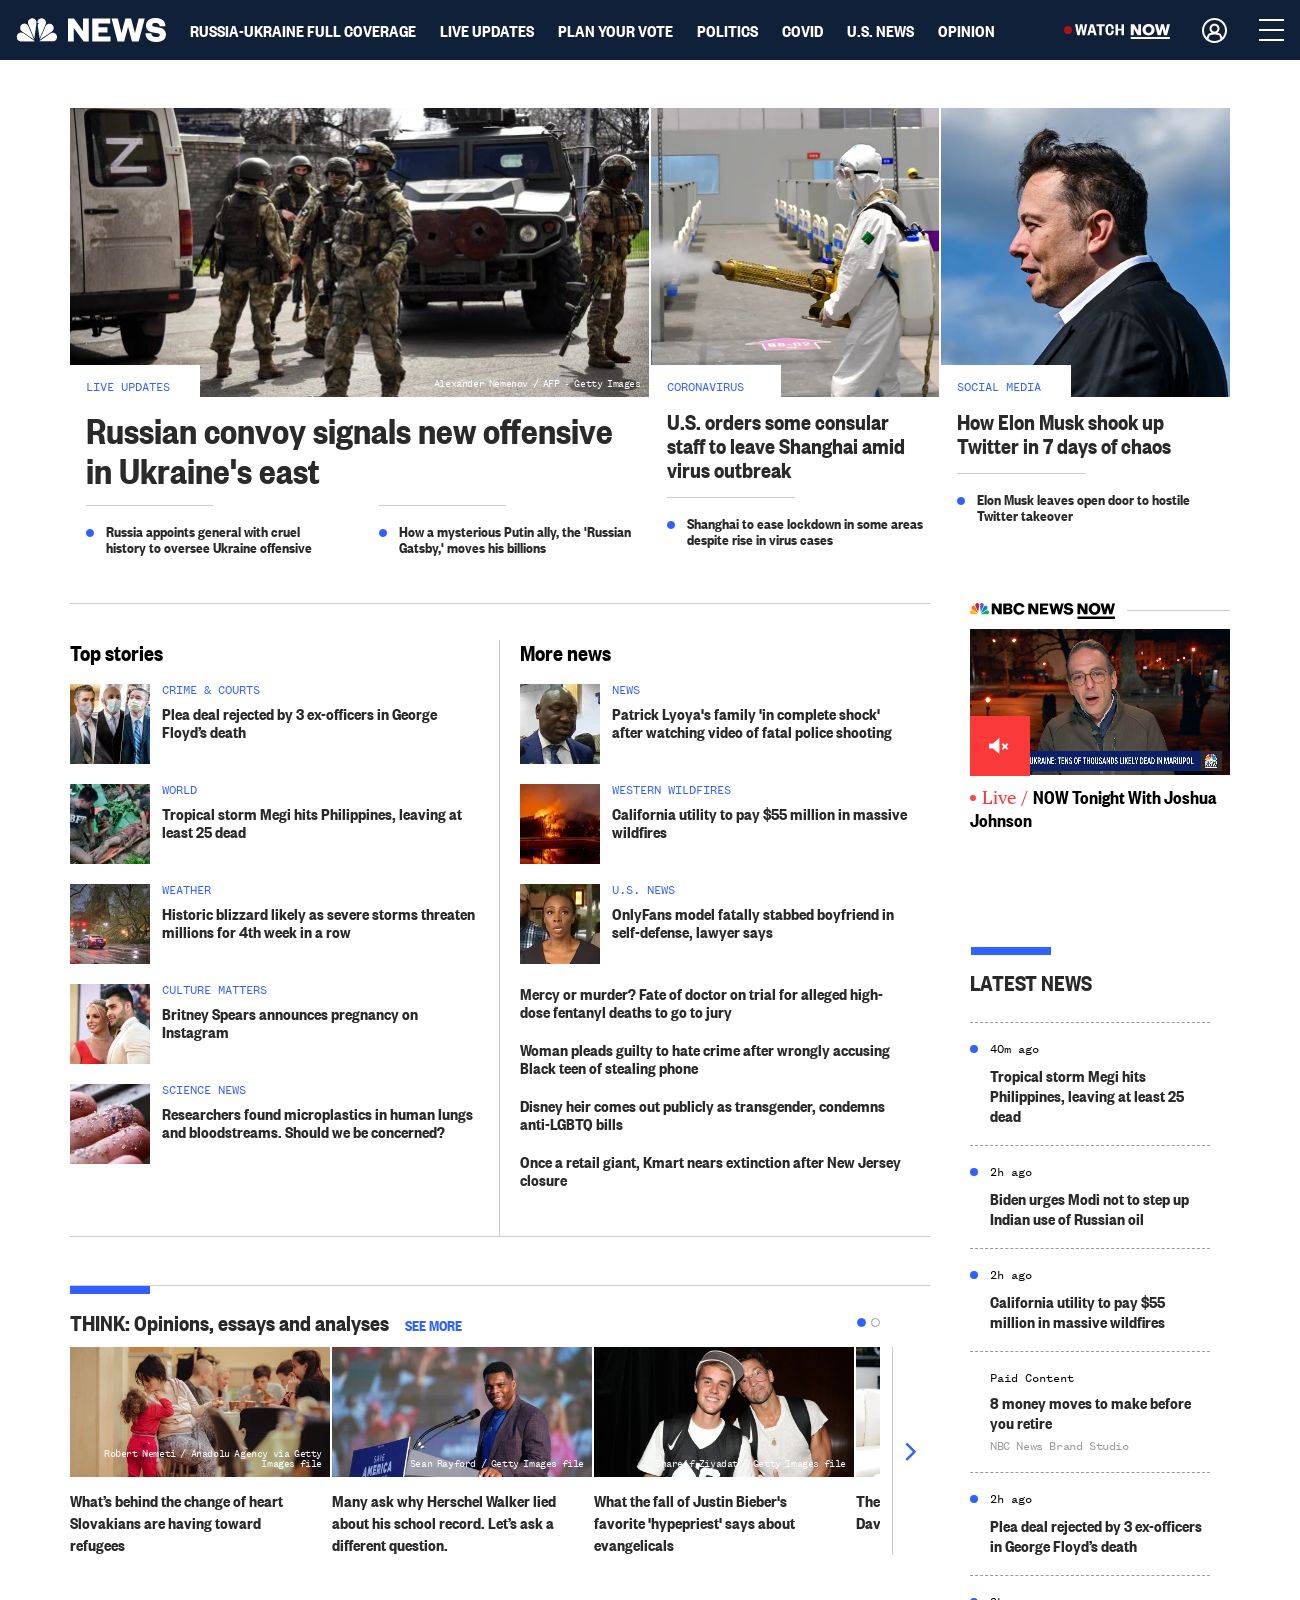 NEWS
RUSSIA-UKRAINE FULL COVERAGE
LIVE UPDATES
PLAN YOUR VOTE
POLITICS
COVID
U.S. NEWS
OPINION
WATCH NOW
Z
Alexander Nemenov / AFP - Getty Images
LIVE UPDATES
Russian convoy signals new offensive
in Ukraine's east
Russia appoints general with cruel
history to oversee Ukraine offensive
How a mysterious Putin ally, the 'Russian
Gatsby,' moves his billions
CORONAVIRUS
U.S. orders some consular
staff to leave Shanghai amid
virus outbreak
Shanghai to ease lockdown in some areas
despite rise in virus cases
SOCIAL MEDIA
How Elon Musk shook up
Twitter in 7 days of chaos
Elon Musk leaves open door to hostile
Twitter takeover
Top stories
CRIME & COURTS
Plea deal rejected by 3 ex-officers in George
Floyd’s death
WORLD
Tropical storm Megi hits Philippines, leaving at
least 25 dead
WEATHER
Historic blizzard likely as severe storms threaten
millions for 4th week in a row
CULTURE MATTERS
Britney Spears announces pregnancy on
Instagram
SCIENCE NEWS
Researchers found microplastics in human lungs
and bloodstreams. Should we be concerned?
More news
NEWS
Patrick Lyoya's family 'in complete shock'
after watching video of fatal police shooting
WESTERN WILDFIRES
California utility to pay $55 million in massive
wildfires
U.S. NEWS
OnlyFans model fatally stabbed boyfriend in
self-defense, lawyer says
Mercy or murder? Fate of doctor on trial for alleged high-
dose fentanyl deaths to go to jury
Woman pleads guilty to hate crime after wrongly accusing
Black teen of stealing phone
Disney heir comes out publicly as transgender, condemns
anti-LGBTQ bills
Once a retail giant, Kmart nears extinction after New Jersey
closure
NBC NEWS NOW
UKRAINE: TENS OF THOUSANDS LIKELY DEAD IN MARIUPOL
Live / NOW Tonight With Joshua
Johnson
LATEST NEWS
40m ago
Tropical storm Megi hits
Philippines, leaving at least 25
dead
2h ago
Biden urges Modi not to step up
Indian use of Russian oil
2h ago
California utility to pay $55
million in massive wildfires
Paid Content
8 money moves to make before
you retire
NBC News Brand Studio
2h ago
Plea deal rejected by 3 ex-officers
in George Floyd’s death
THINK: Opinions, essays and analyses
SEE MORE
Robert Nemeti / Anadolu Agency via Getty
Images file
What’s behind the change of heart
Slovakians are having toward
refugees
SAVE
AMERICA
Sean Rayford / Getty Images file
Many ask why Herschel Walker lied
about his school record. Let’s ask a
different question.
Getty Images file
What the fall of Justin Bieber's
favorite 'hypepriest' says about
evangelicals
The
Dav